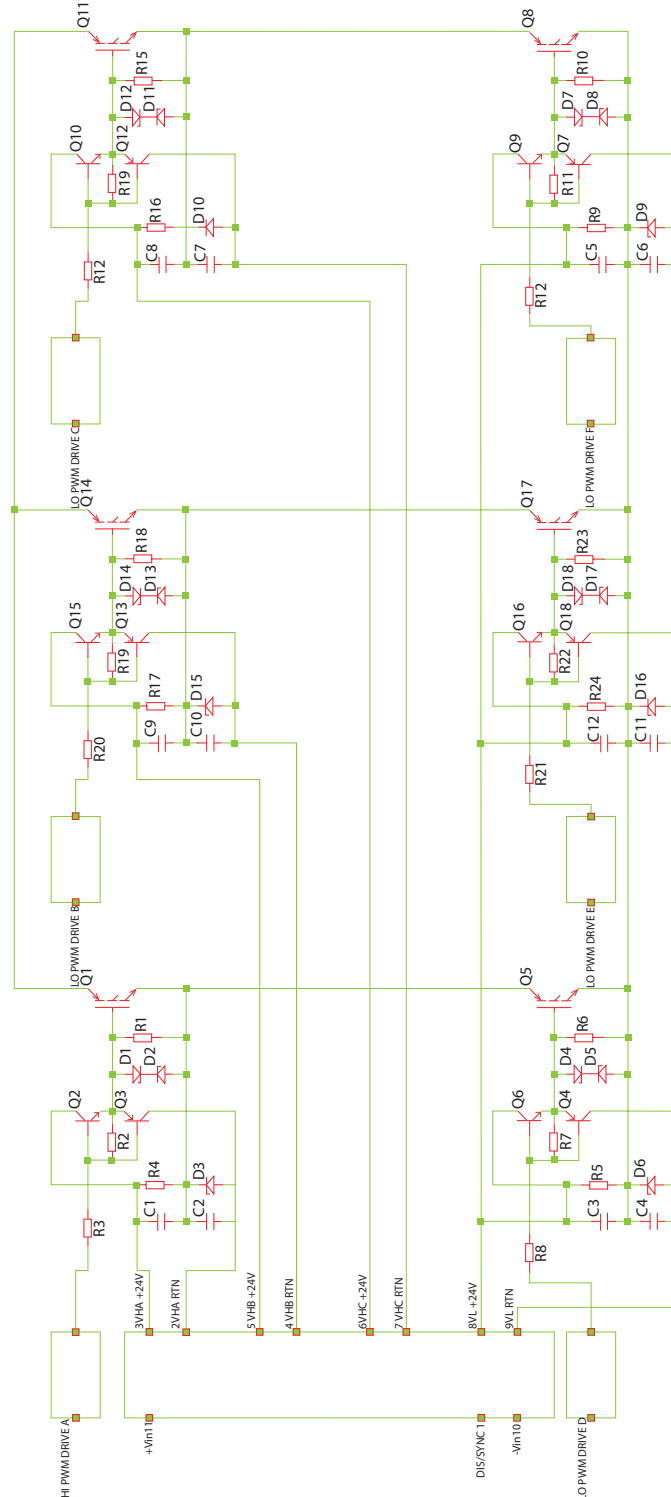 Q11
Q8
R15
D12
D11
R10
D7
D8
Q10
Q12
Q9
Q7
R19
R11
R16
D10
R9
D9
C8
C7
C5
C6
R12
R12
LO PWM DRIVE C
LO PWM DRIVE F
Q14
Q17
R18
D14
D13
R23
D18
D17
Q15
Q13
Q16
Q18
R19
R22
R17
D15
R24
D16
C9
C10
C12
C11
R20
R21
LO PWM DRIVE B
LO PWM DRIVE E
Q1
Q5
R1
D1
D2
R6
D4
D5
Q2
Q3
Q6
Q4
R2
R7
R4
D3
R5
D6
C1
C2
C3
C4
R3
R8
3VHA +24V
2VHA RTN
5 VHB +24V
4 VHB RTN
6VHC +24V
7 VHC RTN
8VL +24V
9VL RTN
HI PWM DRIVE A
+Vin11
DIS/SYNC 1
-Vin10
LO PWM DRIVE D